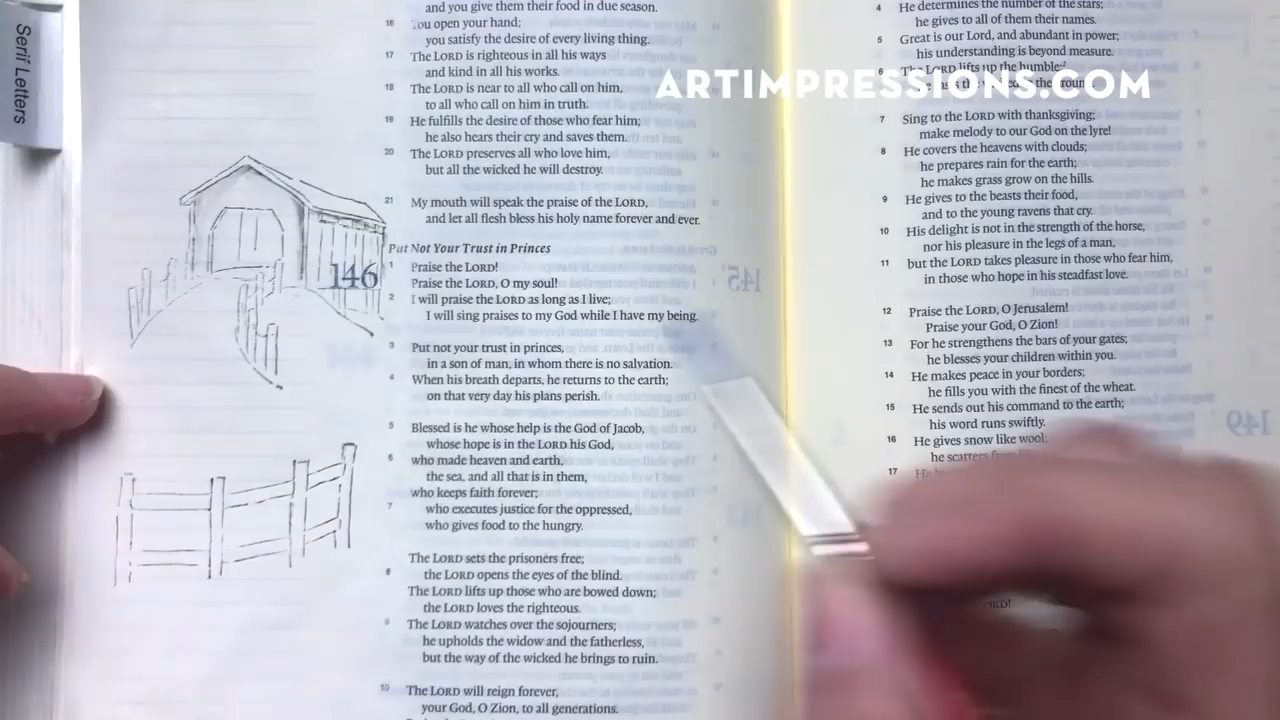 Serif Letters
and you give them their food in due season.
16 You open your hand;
you satisfy the desire of every living thing.
17 The LORD is righteous in all his ways
and kind in all his works.
18 The LORD is near to all who call on him,
to all who call on him in truth.
19 He fulfills the desire of those who fear him;
he also hears their cry and saves them.
20 The LORD preserves all who love him,
but all the wicked he will destroy.
21 My mouth will speak the praise of the LORD,
and let all flesh bless his holy name forever and ever.
Put Not Your Trust in Princes
146
1 Praise the LORD!
Praise the LORD, O my soul!
2 I will praise the LORD as long as I live;
I will sing praises to my God while I have my being.
3 Put not your trust in princes,
in a son of man, in whom there is no salvation.
4 When his breath departs, he returns to the earth;
on that very day his plans perish.
5 Blessed is he whose help is the God of Jacob,
whose hope is in the LORD his God,
6 who made heaven and earth,
the sea, and all that is in them,
who keeps faith forever;
7 who executes justice for the oppressed,
who gives food to the hungry.
The LORD sets the prisoners free;
8 the LORD opens the eyes of the blind.
The LORD lifts up those who are bowed down;
the LORD loves the righteous.
9 The LORD watches over the sojourners;
he upholds the widow and the fatherless,
but the way of the wicked he brings to ruin.
10 The LORD will reign forever,
your God, O Zion, to all generations.
4 He determines the number of the stars;
he gives to all of them their names.
5 Great is our Lord, and abundant in power;
his understanding is beyond measure.
6 The LORD lifts up the humble;
ARTIMPRESSIONS.COM
7 Sing to the LORD with thanksgiving;
make melody to our God on the lyre!
8 He covers the heavens with clouds;
he prepares rain for the earth;
he makes grass grow on the hills.
9 He gives to the beasts their food,
and to the young ravens that cry.
10 His delight is not in the strength of the horse,
nor his pleasure in the legs of a man,
11 but the LORD takes pleasure in those who fear him,
in those who hope in his steadfast love.
12 Praise the LORD, O Jerusalem!
Praise your God, O Zion!
13 For he strengthens the bars of your gates;
he blesses your children within you.
14 He makes peace in your borders;
he fills you with the finest of the wheat.
15 He sends out his command to the earth;
his word runs swiftly.
16 He gives snow like wool;
he scatters
17